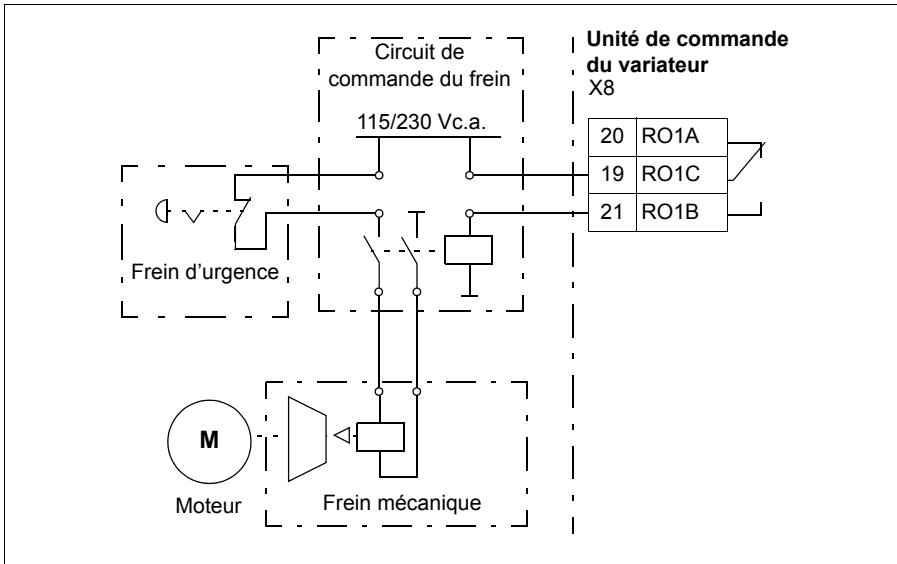 Circuit de
commande du frein
115/230 Vc.a.
Unité de commande
du variateur
X8
20 RO1A
19 RO1C
21 RO1B
Frein d'urgence
M
Moteur
Frein mécanique